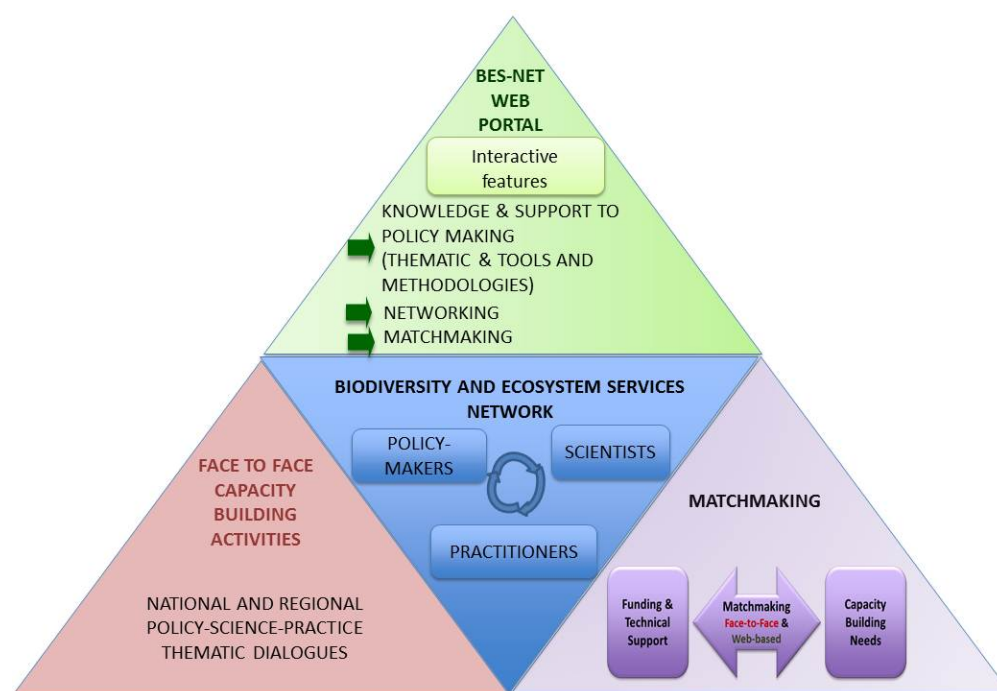 BES-NET
WEB
PORTAL
Interactive
features
KNOWLEDGE & SUPPORT TO
POLICY MAKING
(THEMATIC & TOOLS AND
METHODOLOGIES)
NETWORKING
MATCHMAKING
BIODIVERSITY AND ECOSYSTEM SERVICES
NETWORK
POLICY-
MAKERS
SCIENTISTS
PRACTITIONERS
FACE TO FACE
CAPACITY
BUILDING
ACTIVITIES
NATIONAL AND REGIONAL
POLICY-SCIENCE-PRACTICE
THEMATIC DIALOGUES
MATCHMAKING
Funding &
Technical
Support
Matchmaking
Face-to-Face &
Web-based
Capacity
Building
Needs